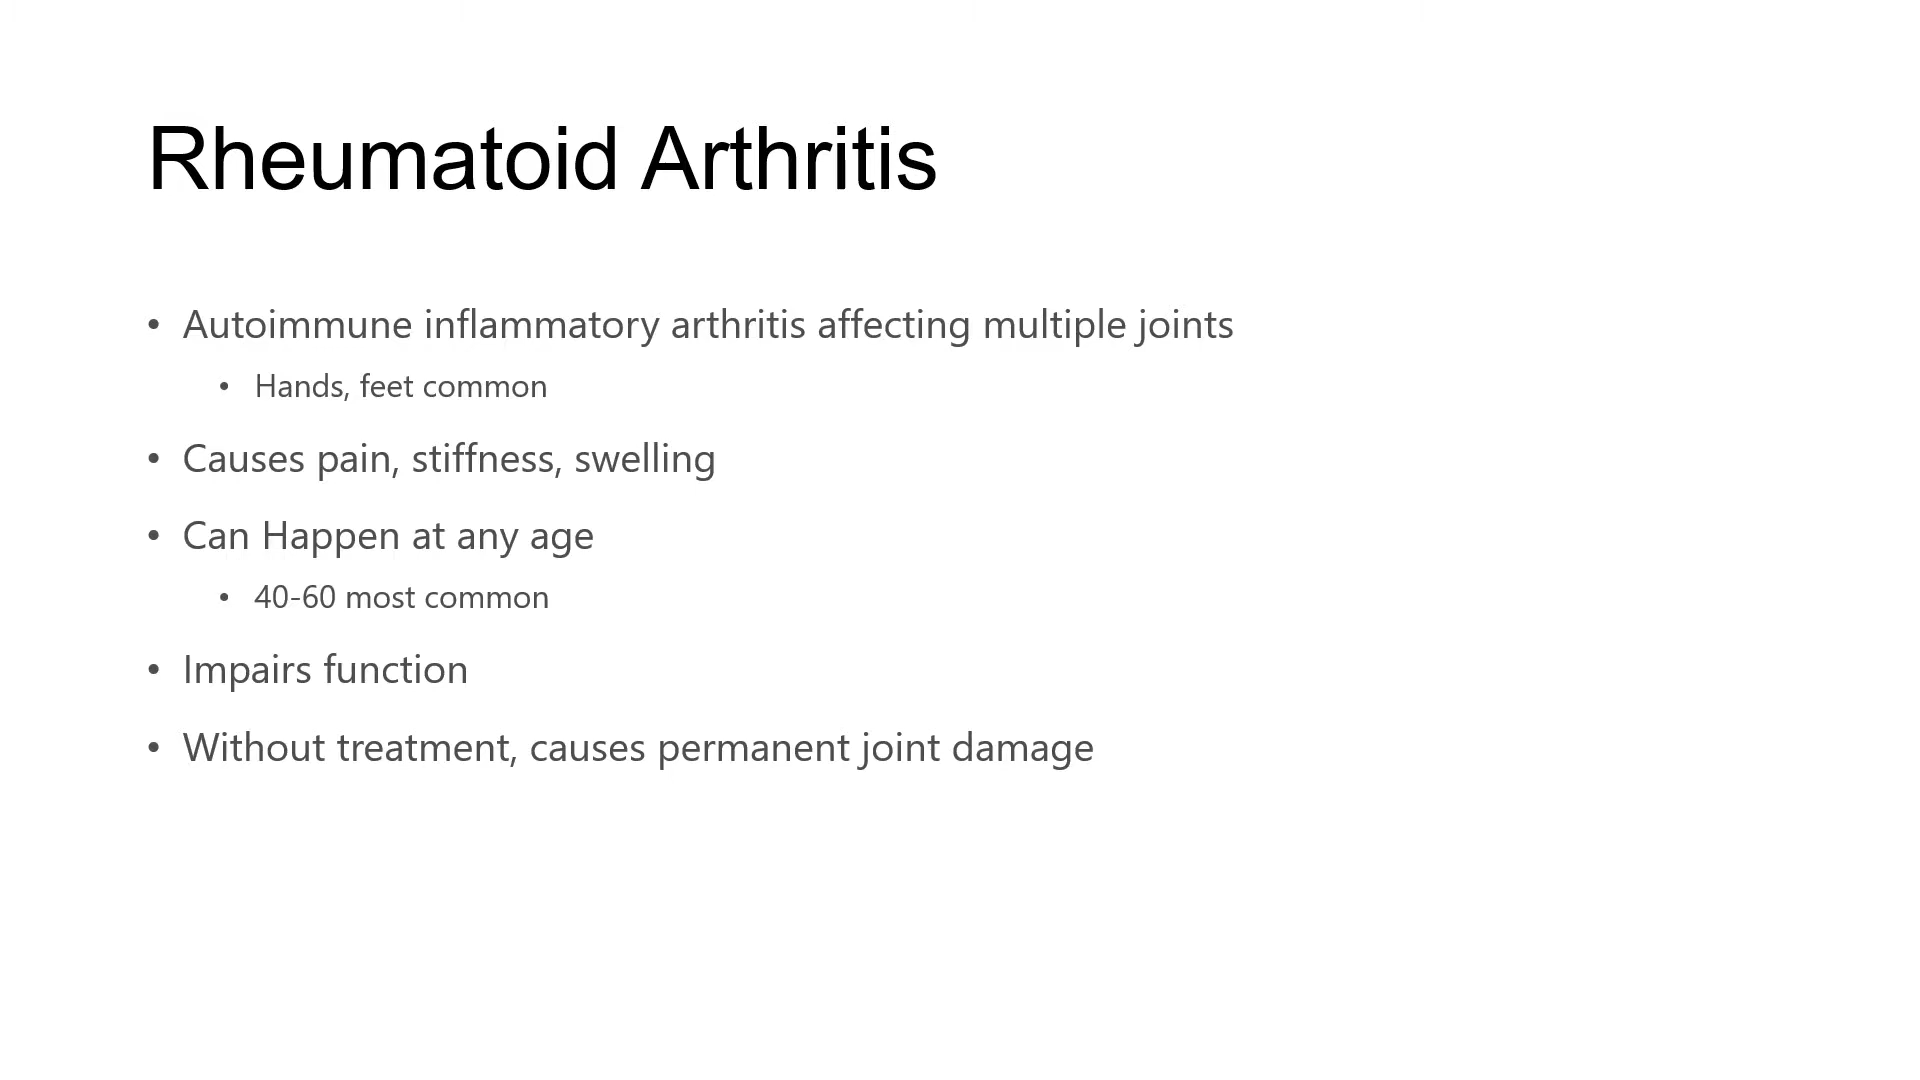 Rheumatoid Arthritis
• Autoimmune inflammatory arthritis affecting multiple joints
• Hands, feet common
• Causes pain, stiffness, swelling
• Can Happen at any age
• 40-60 most common
• Impairs function
• Without treatment, causes permanent joint damage